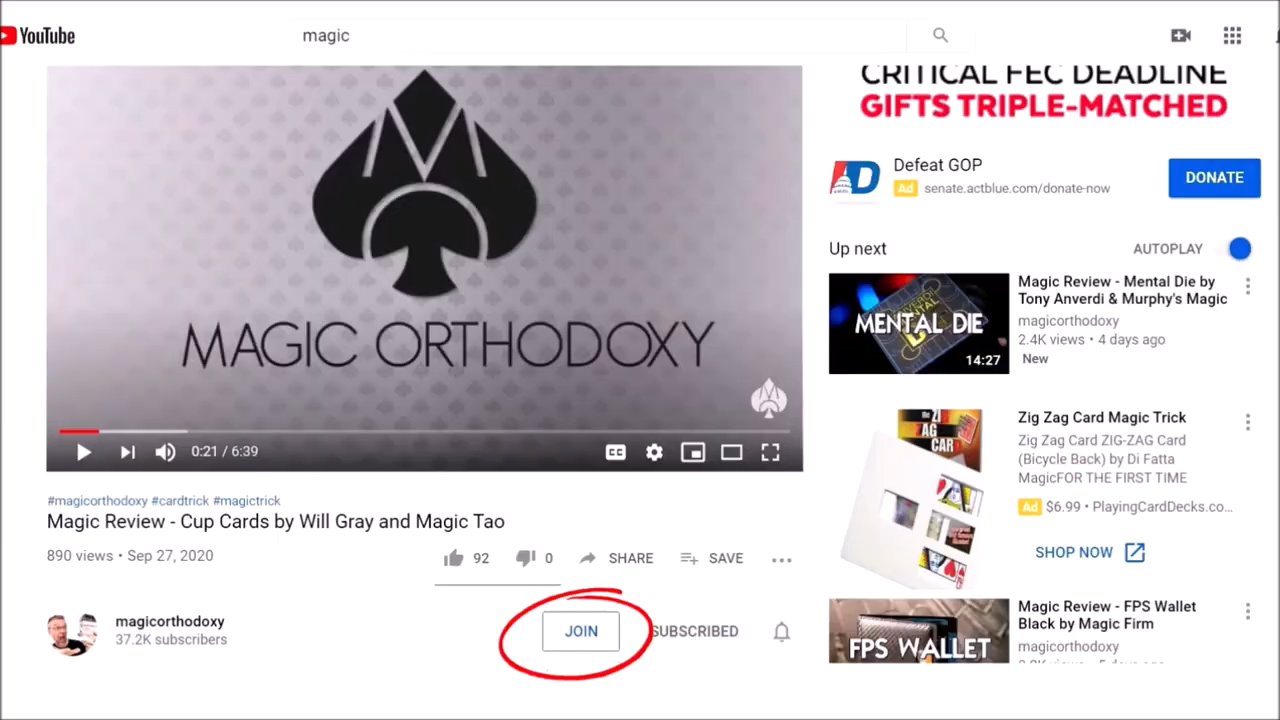 YouTube
magic
MAGIC ORTHODOXY
0:21 / 6:39
CC
#magicorthodoxy #cardtrick #magictrick
Magic Review - Cup Cards by Will Gray and Magic Tao
890 views • Sep 27, 2020
92
0
SHARE
SAVE
magicorthodoxy
37.2K subscribers
JOIN
SUBSCRIBED
CRITICAL FEC DEADLINE
GIFTS TRIPLE-MATCHED
Defeat GOP
Ad senate.actblue.com/donate-now
DONATE
Up next
AUTOPLAY
MENTAL DIE
14:27
Magic Review - Mental Die by
Tony Anverdi & Murphy's Magic
magicorthodoxy
2.4K views • 4 days ago
New
ZAG
CARD
Zig Zag Card Magic Trick
Zig Zag Card ZIG-ZAG Card
(Bicycle Back) by Di Fatta
MagicFOR THE FIRST TIME
Ad $6.99 • PlayingCardDecks.co...
SHOP NOW
FPS WALLET
Magic Review - FPS Wallet
Black by Magic Firm
magicorthodoxy